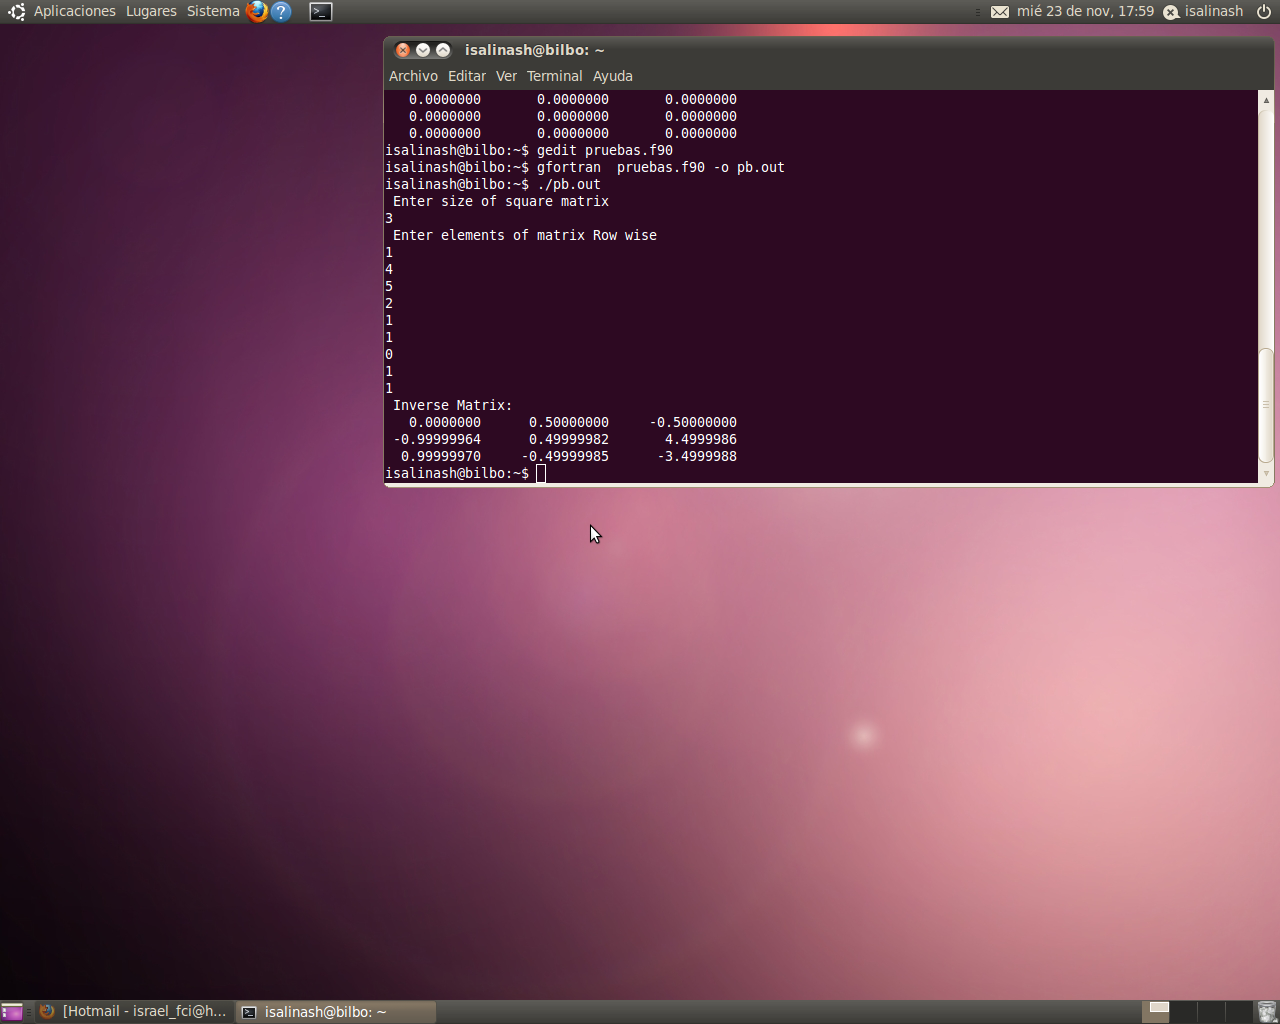 Aplicaciones Lugares Sistema mié 23 de nov, 17:59 isalinash
isalinash@bilbo: ~
Archivo Editar Ver Terminal Ayuda
0.0000000 0.0000000 0.0000000
0.0000000 0.0000000 0.0000000
0.0000000 0.0000000 0.0000000
isalinash@bilbo:~$ gedit pruebas.f90
isalinash@bilbo:~$ gfortran  pruebas.f90 -o pb.out
isalinash@bilbo:~$ ./pb.out
Enter size of square matrix
3
Enter elements of matrix Row wise
1
4
5
2
1
1
0
1
1
Inverse Matrix:
0.0000000 0.50000000 -0.50000000
-0.99999964 0.49999982 4.4999986
0.99999970 -0.49999985 -3.4999988
isalinash@bilbo:~$
[Hotmail - israel_fci@h... isalinash@bilbo: ~